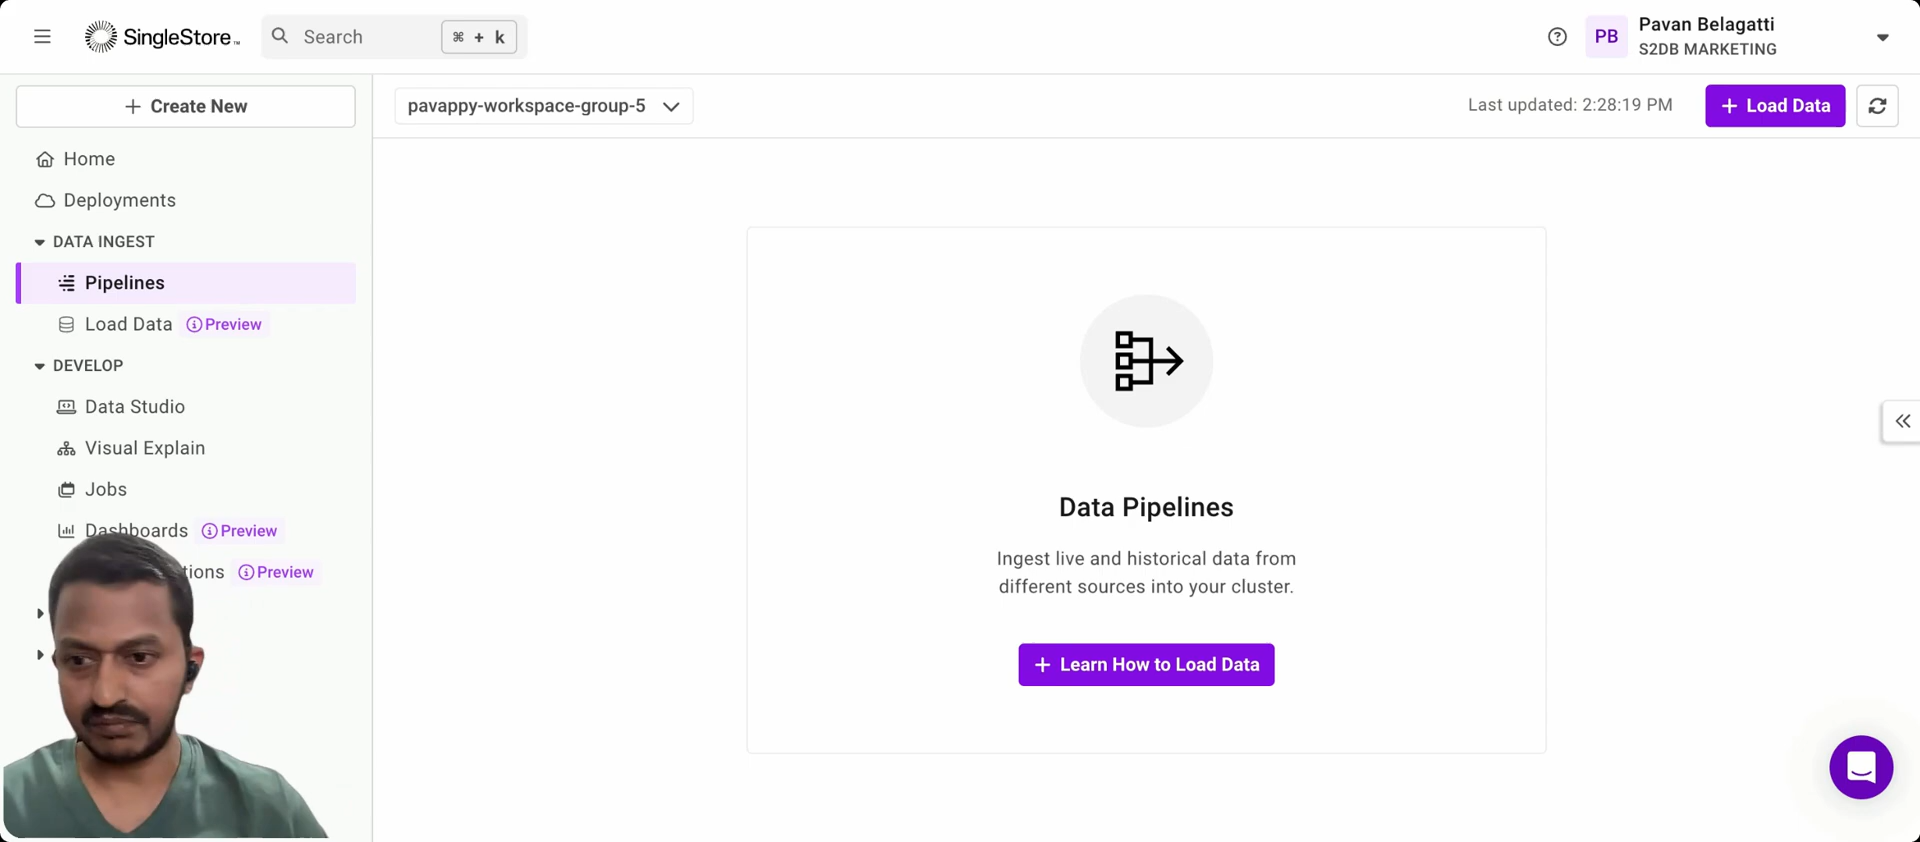 SingleStore™
Search
⌘ + k
PB
Pavan Belagatti
S2DB MARKETING
+ Create New
pavappy-workspace-group-5
Last updated: 2:28:19 PM
+ Load Data
Home
Deployments
DATA INGEST
Pipelines
Load Data Preview
DEVELOP
Data Studio
Visual Explain
Jobs
Dashboards Preview
tions Preview
Data Pipelines
Ingest live and historical data from
different sources into your cluster.
+ Learn How to Load Data